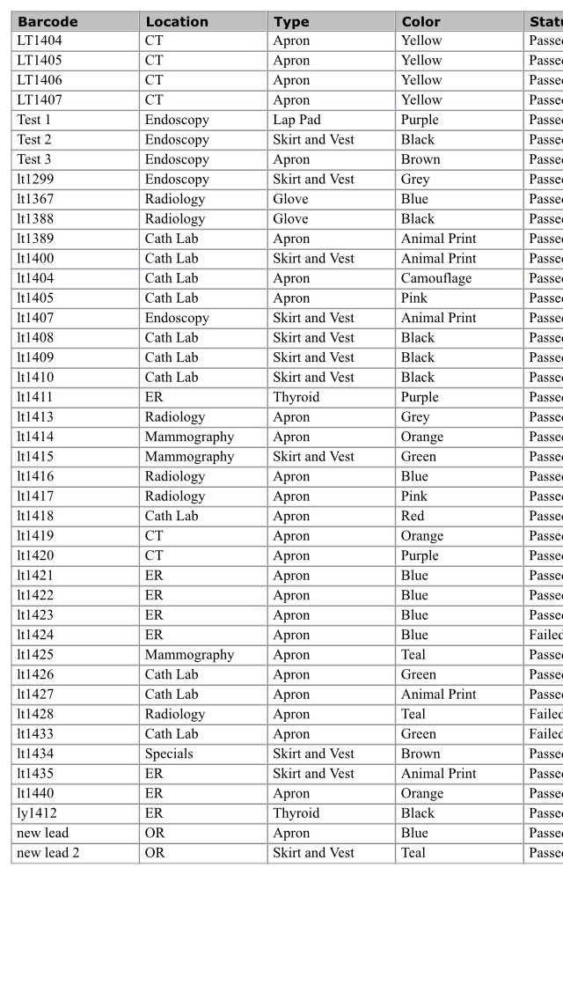 Barcode Location Type Color Statu
LT1404 CT Apron Yellow Passe
LT1405 CT Apron Yellow Passe
LT1406 CT Apron Yellow Passe
LT1407 CT Apron Yellow Passe
Test 1 Endoscopy Lap Pad Purple Passe
Test 2 Endoscopy Skirt and Vest Black Passe
Test 3 Endoscopy Apron Brown Passe
lt1299 Endoscopy Skirt and Vest Grey Passe
lt1367 Radiology Glove Blue Passe
lt1388 Radiology Glove Black Passe
lt1389 Cath Lab Apron Animal Print Passe
lt1400 Cath Lab Skirt and Vest Animal Print Passe
lt1404 Cath Lab Apron Camouflage Passe
lt1405 Cath Lab Apron Pink Passe
lt1407 Endoscopy Skirt and Vest Animal Print Passe
lt1408 Cath Lab Skirt and Vest Black Passe
lt1409 Cath Lab Skirt and Vest Black Passe
lt1410 Cath Lab Skirt and Vest Black Passe
lt1411 ER Thyroid Purple Passe
lt1413 Radiology Apron Grey Passe
lt1414 Mammography Apron Orange Passe
lt1415 Mammography Skirt and Vest Green Passe
lt1416 Radiology Apron Blue Passe
lt1417 Radiology Apron Pink Passe
lt1418 Cath Lab Apron Red Passe
lt1419 CT Apron Orange Passe
lt1420 CT Apron Purple Passe
lt1421 ER Apron Blue Passe
lt1422 ER Apron Blue Passe
lt1423 ER Apron Blue Passe
lt1424 ER Apron Blue Failed
lt1425 Mammography Apron Teal Passe
lt1426 Cath Lab Apron Green Passe
lt1427 Cath Lab Apron Animal Print Passe
lt1428 Radiology Apron Teal Failed
lt1433 Cath Lab Apron Green Failed
lt1434 Specials Skirt and Vest Brown Passe
lt1435 ER Skirt and Vest Animal Print Passe
lt1440 ER Apron Orange Passe
ly1412 ER Thyroid Black Passe
new lead OR Apron Blue Passe
new lead 2 OR Skirt and Vest Teal Passe